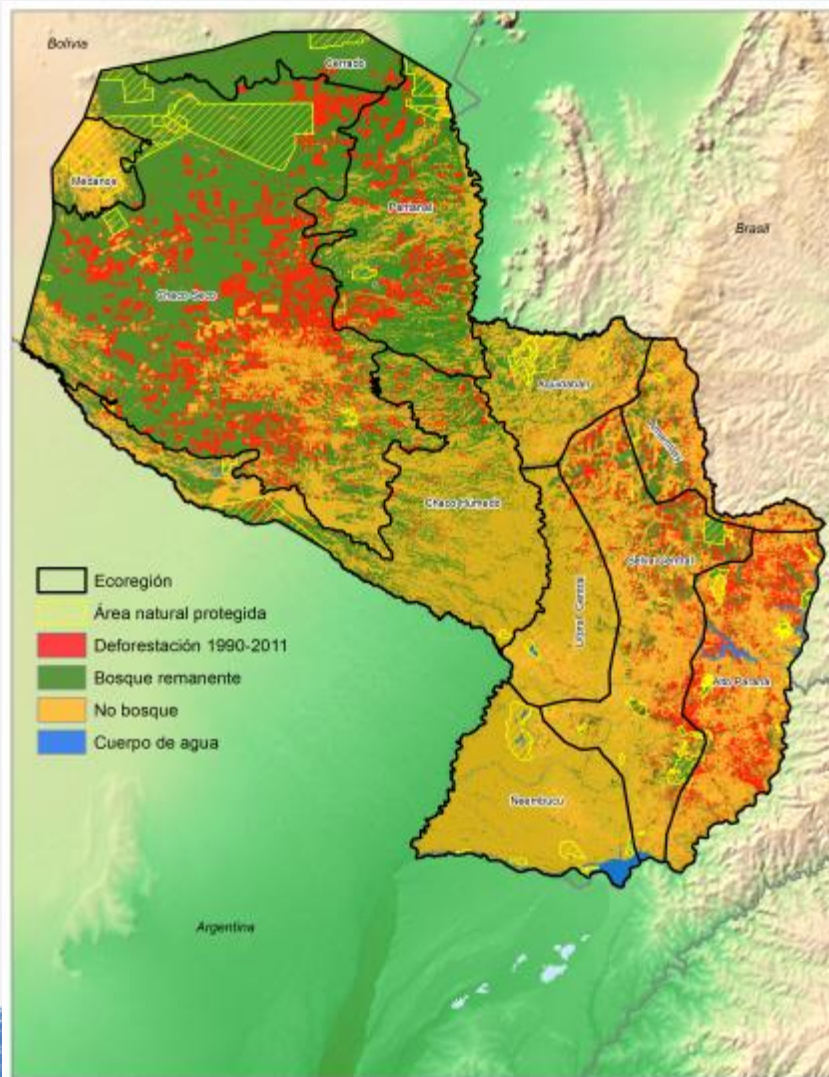 Bolivia
Cerrado
Médanos
Pantanal
Brasil
Chaco Seco
Aquidabán
Amambay
Chaco Húmedo
Selva Central
Litoral Central
Alto Paraná
Ñeembucú
Argentina
Ecoregión
Área natural protegida
Deforestación 1990-2011
Bosque remanente
No bosque
Cuerpo de agua